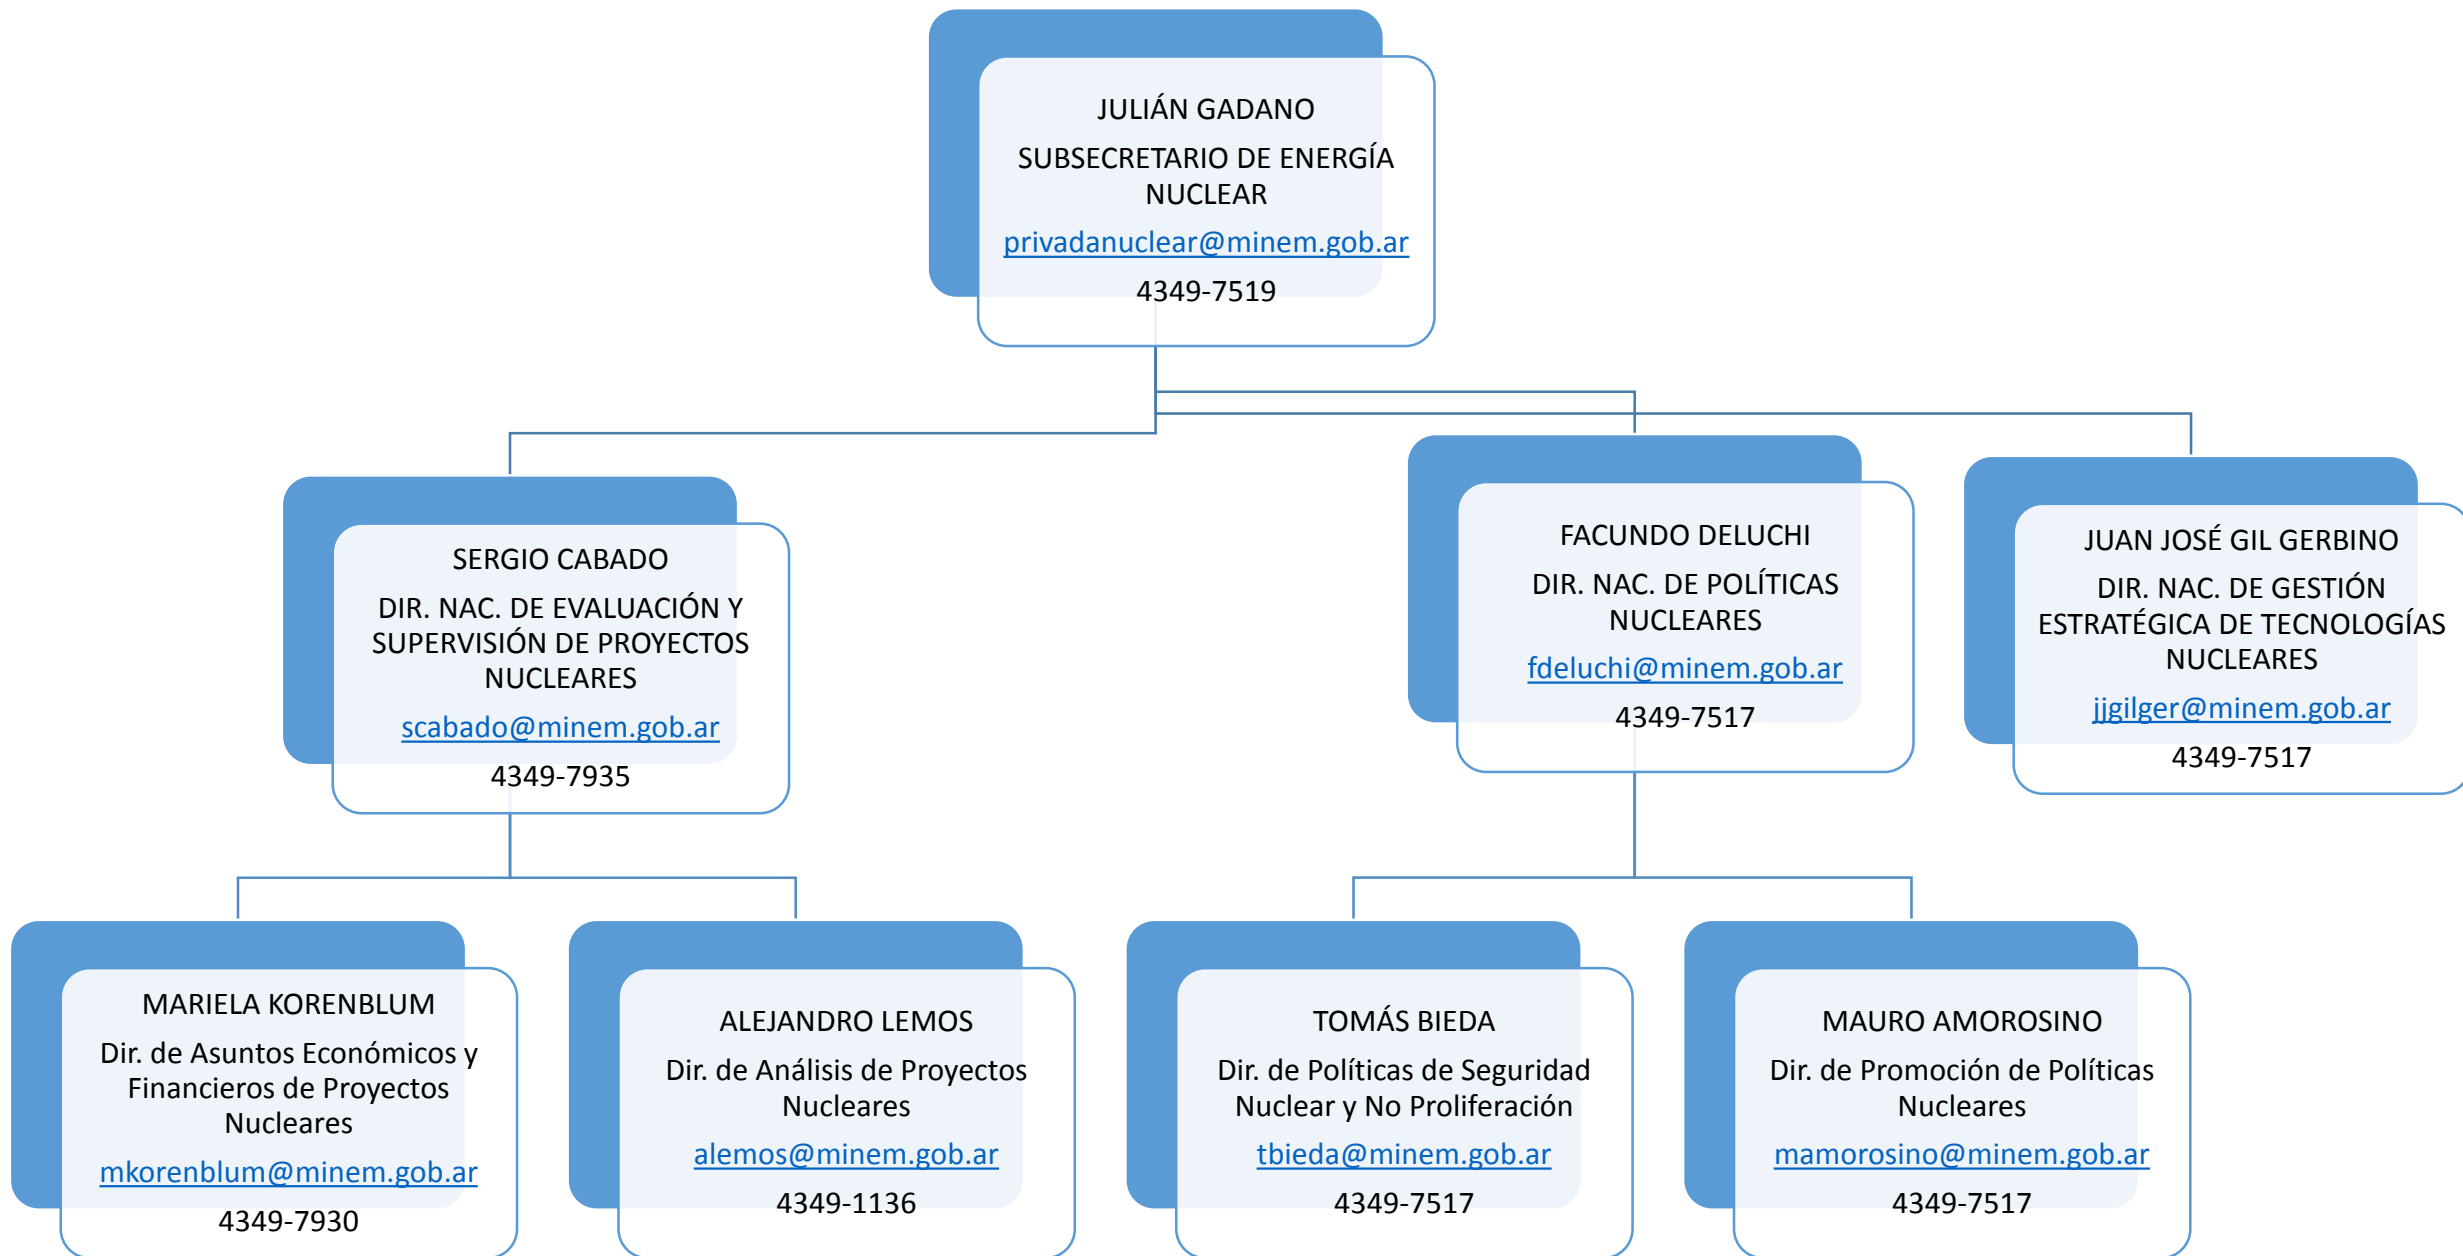 JULIÁN GADANO
SUBSECRETARIO DE ENERGÍA
NUCLEAR
privadanuclear@minem.gob.ar
4349-7519
SERGIO CABADO
DIR. NAC. DE EVALUACIÓN Y
SUPERVISIÓN DE PROYECTOS
NUCLEARES
scabado@minem.gob.ar
4349-7935
FACUNDO DELUCHI
DIR. NAC. DE POLÍTICAS
NUCLEARES
fdeluchi@minem.gob.ar
4349-7517
JUAN JOSÉ GIL GERBINO
DIR. NAC. DE GESTIÓN
ESTRATÉGICA DE TECNOLOGÍAS
NUCLEARES
jjgilger@minem.gob.ar
4349-7517
MARIELA KORENBLUM
Dir. de Asuntos Económicos y
Financieros de Proyectos
Nucleares
mkorenblum@minem.gob.ar
4349-7930
ALEJANDRO LEMOS
Dir. de Análisis de Proyectos
Nucleares
alemos@minem.gob.ar
4349-1136
TOMÁS BIEDA
Dir. de Políticas de Seguridad
Nuclear y No Proliferación
tbieda@minem.gob.ar
4349-7517
MAURO AMOROSINO
Dir. de Promoción de Políticas
Nucleares
mamorosino@minem.gob.ar
4349-7517